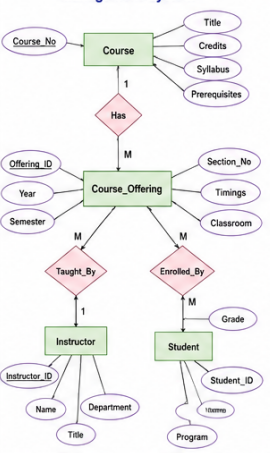 Course_No
Title
Credits
Syllabus
Prerequisites
Course
1
Has
M
Offering_ID
Year
Semester
Course_Offering
Section_No
Timings
Classroom
M
M
Taught_By
Enrolled_By
1
M
Grade
Instructor
Student
Instructor_ID
Name
Title
Department
Student_ID
Program